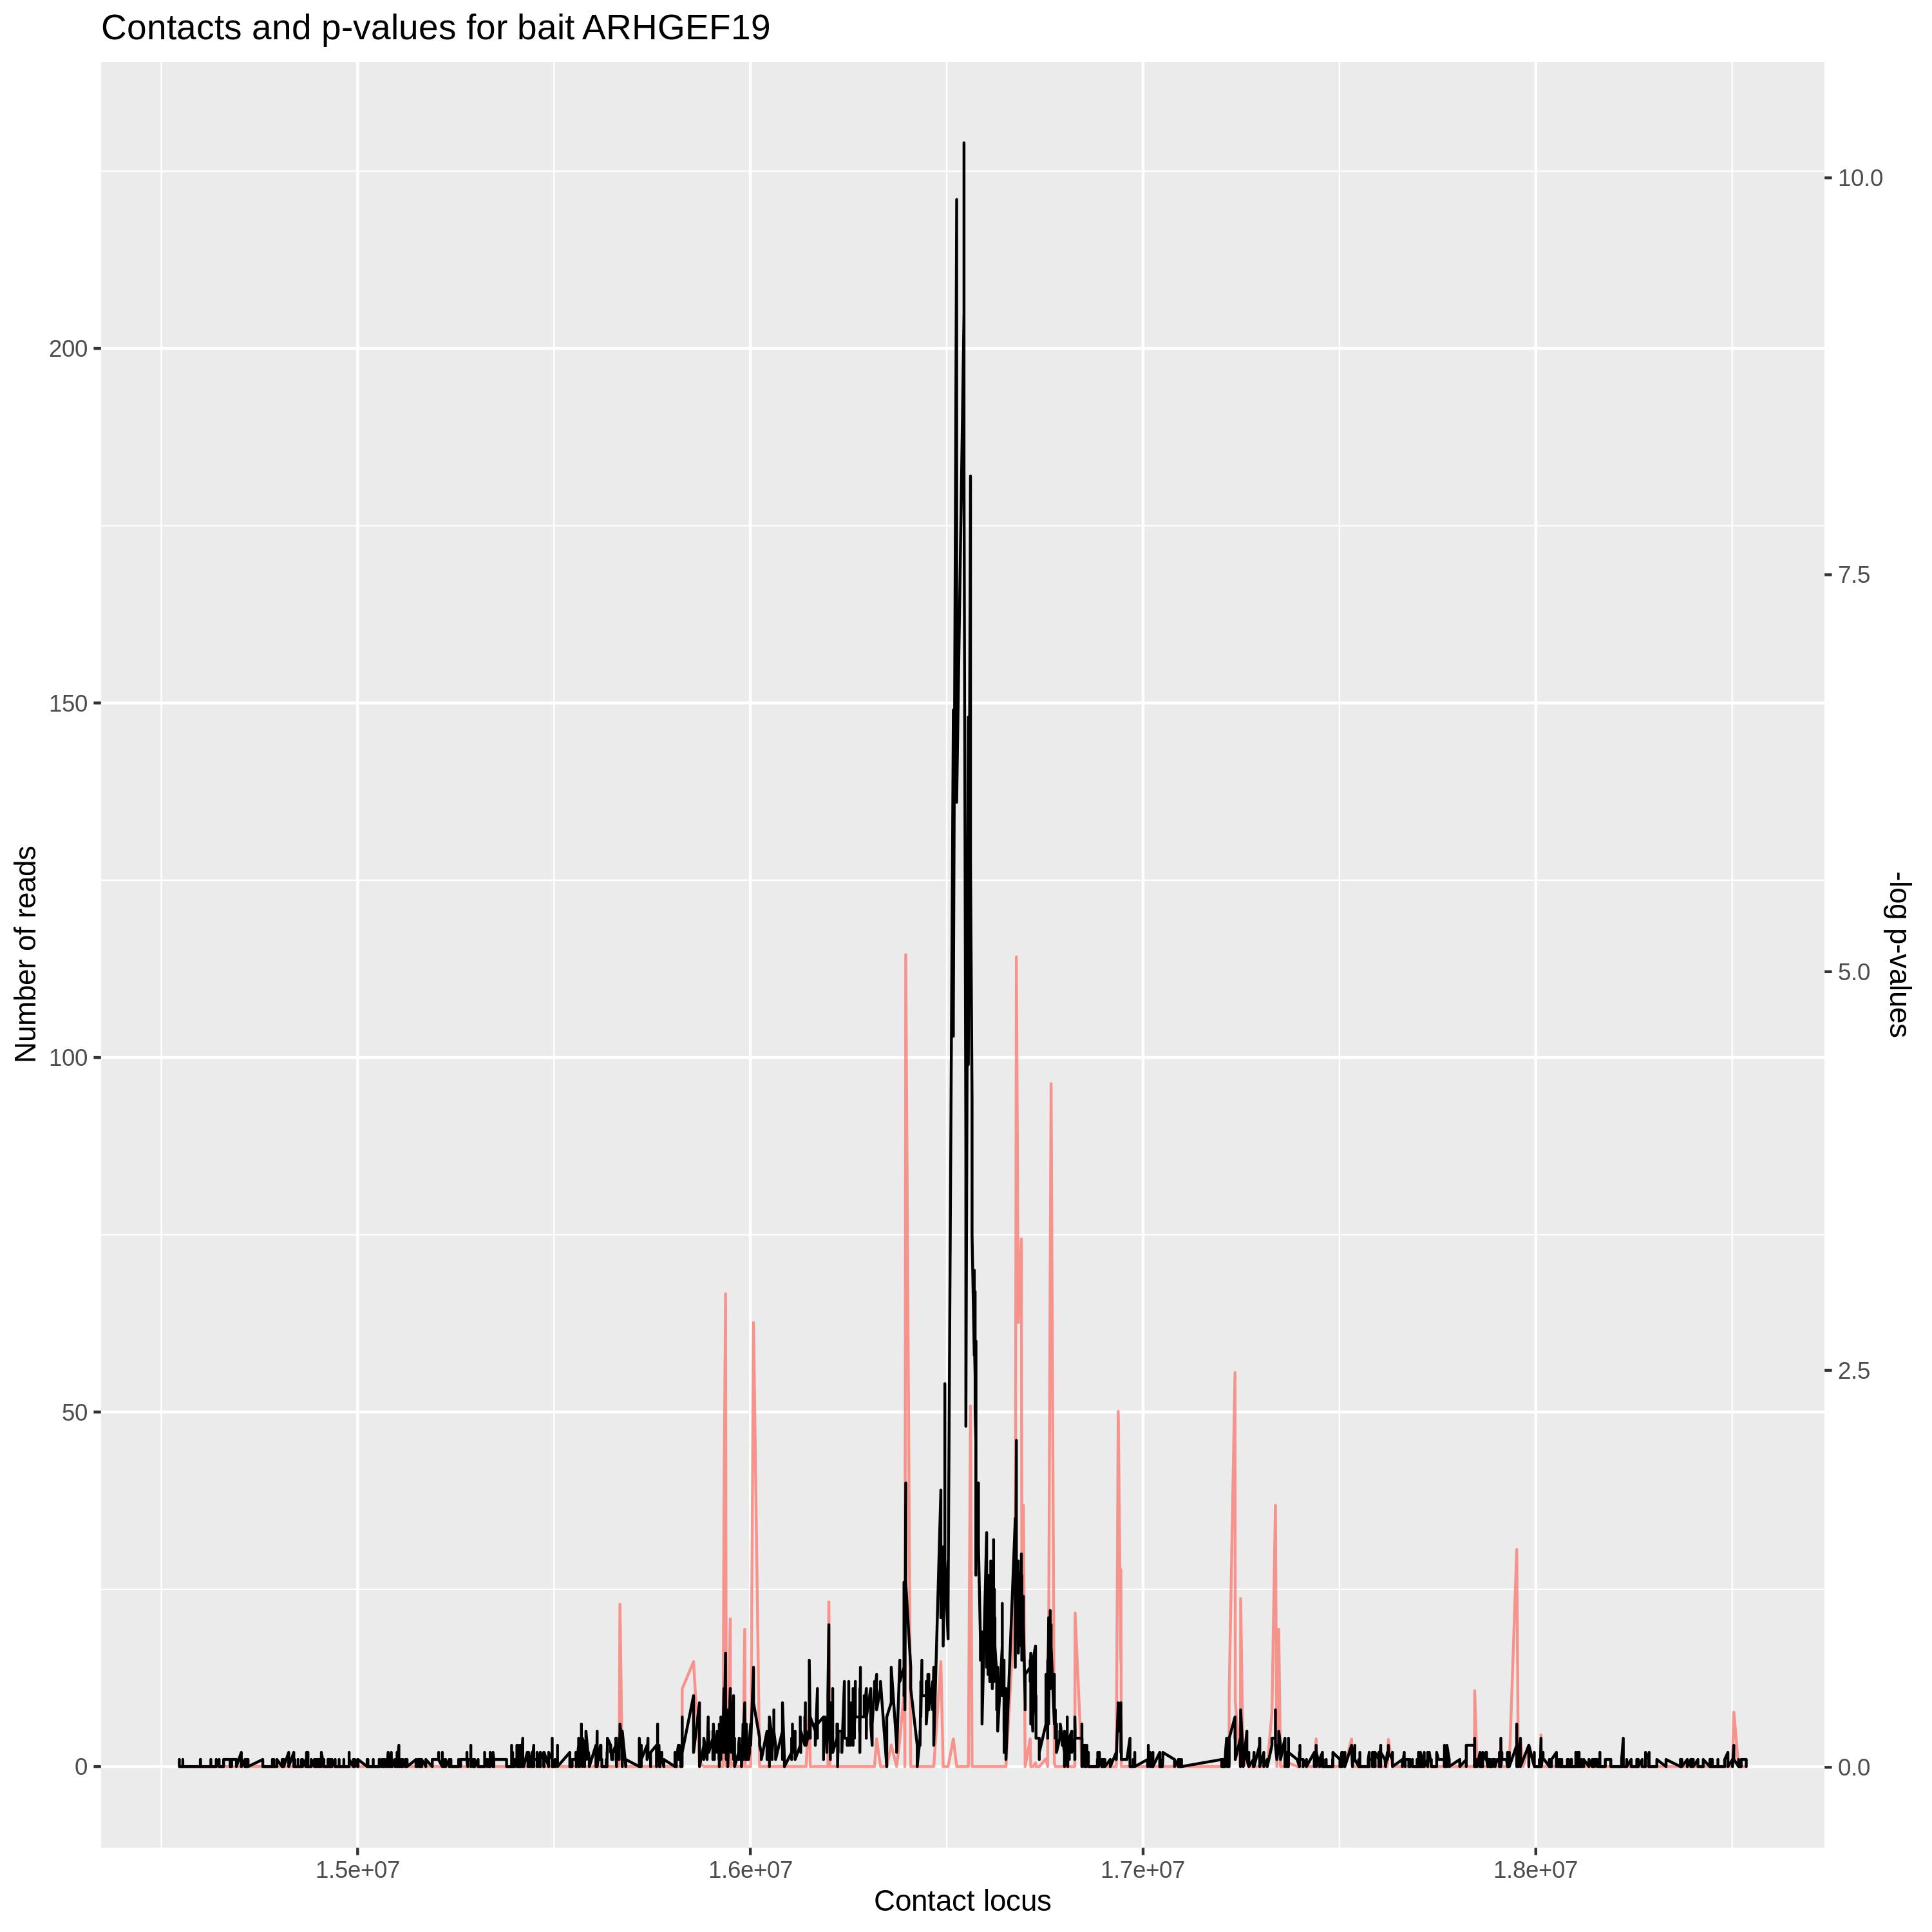 Contacts and p-values for bait ARHGEF19
Number of reads
200
150
100
50
0
10.0
7.5
5.0
2.5
0.0
-log p-values
1.5e+07
1.6e+07
1.7e+07
1.8e+07
Contact locus